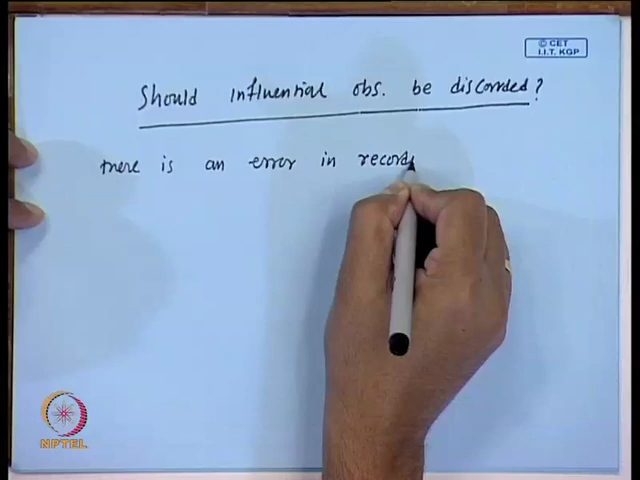 © CET
I.I.T. KGP
Should influential obs. be discarded?
there is an error in record
NPTEL